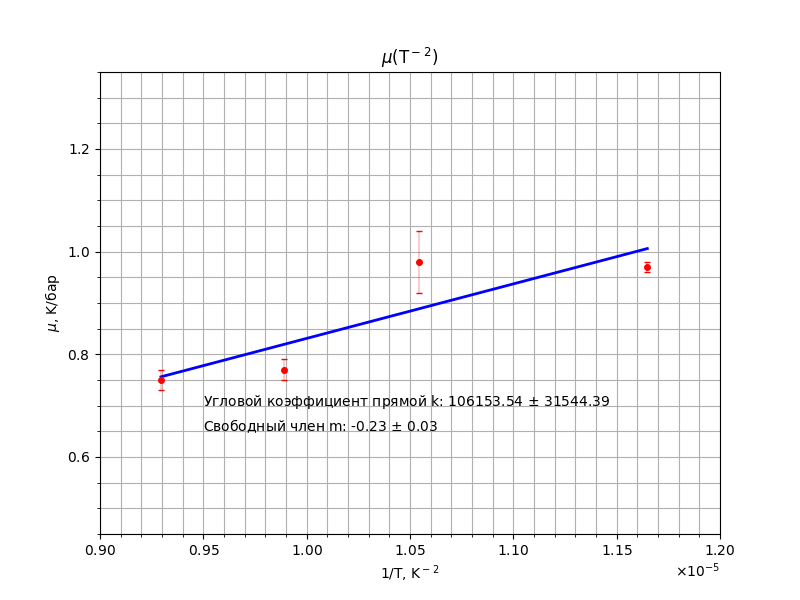 μ(T⁻²)
μ, K/бар
1.2
1.0
0.8
0.6
Угловой коэффициент прямой k: 106153.54 ± 31544.39
Свободный член m: -0.23 ± 0.03
0.90 0.95 1.00 1.05 1.10 1.15 1.20
1/T, K⁻²
×10⁻⁵